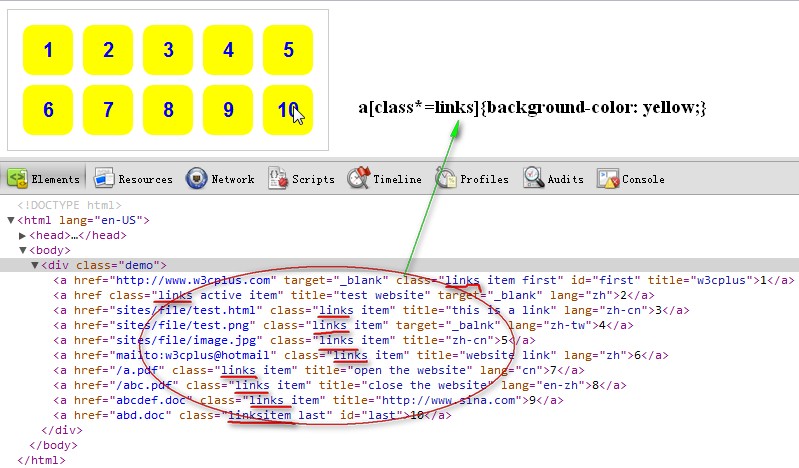 1 2 3 4 5
6 7 8 9 10
a[class*=links]{background-color: yellow;}
Elements Resources Network Scripts Timeline Profiles Audits Console
<!DOCTYPE html>
▼<html lang="en-US">
▶<head>…</head>
▼<body>
▼<div class="demo">
<a href="http://www.w3cplus.com" target="_blank" class="links item first" id="first" title="w3cplus">1</a>
<a href class="links active item" title="test website" target="_blank" lang="zh">2</a>
<a href="sites/file/test.html" class="links item" title="this is a link" lang="zh-cn">3</a>
<a href="sites/file/test.png" class="links item" target="_balnk" lang="zh-tw">4</a>
<a href="sites/file/image.jpg" class="links item" title="zh-cn">5</a>
<a href="mailto:w3cplus@hotmail" class="links item" title="website link" lang="zh">6</a>
<a href="/a.pdf" class="links item" title="open the website" lang="cn">7</a>
<a href="/abc.pdf" class="links item" title="close the website" lang="en-zh">8</a>
<a href="abcdef.doc" class="links item" title="http://www.sina.com">9</a>
<a href="abd.doc" class="linksitem last" id="last">10</a>
</div>
</body>
</html>